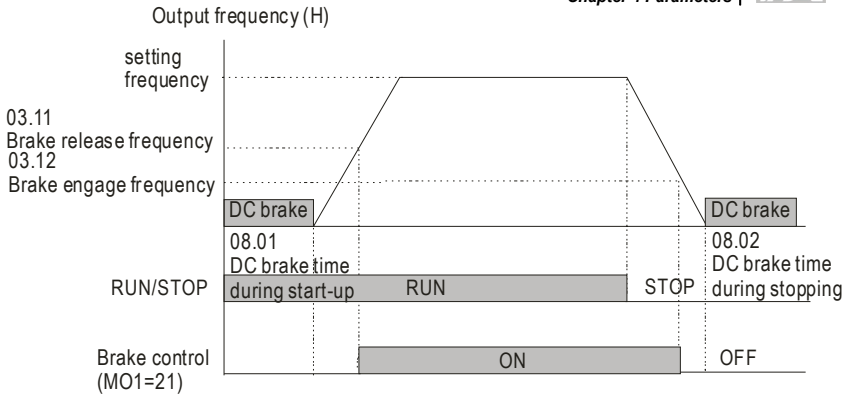 Chapter 4 Parameters |
Output frequency (H)
setting
frequency
03.11
Brake release frequency
03.12
Brake engage frequency
DC brake
DC brake
08.01
DC brake time
during start-up
08.02
DC brake time
during stopping
RUN/STOP
RUN
STOP
Brake control
(MO1=21)
ON
OFF